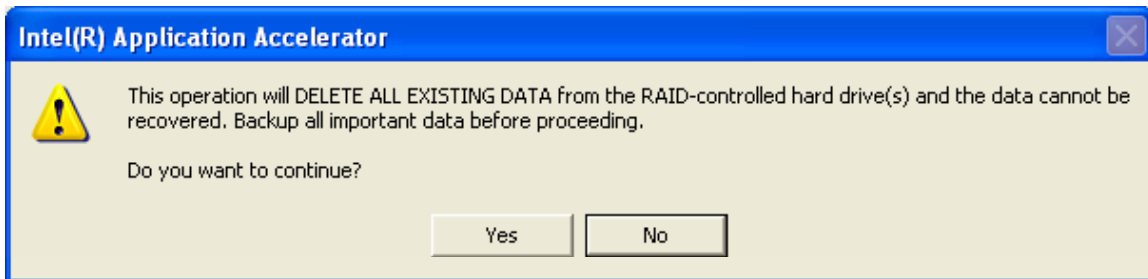 Intel(R) Application Accelerator
This operation will DELETE ALL EXISTING DATA from the RAID-controlled hard drive(s) and the data cannot be
recovered. Backup all important data before proceeding.
Do you want to continue?
Yes
No